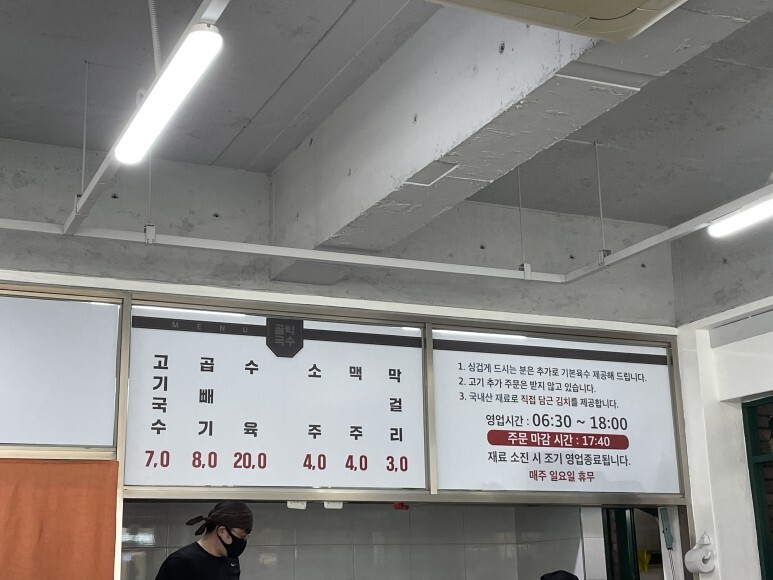 MENU
골목
국수
고기국수 7,0
곱빼기 8,0
수육 20,0
소주 4,0
맥주 4,0
막걸리 3,0
1. 싱겁게 드시는 분은 추가로 기본육수 제공해 드립니다.
2. 고기 추가 주문은 받지 않고 있습니다.
3. 국내산 재료로 직접 담근 김치를 제공합니다.
영업시간 : 06:30 ~ 18:00
주문 마감 시간 : 17:40
재료 소진 시 조기 영업종료됩니다.
매주 일요일 휴무